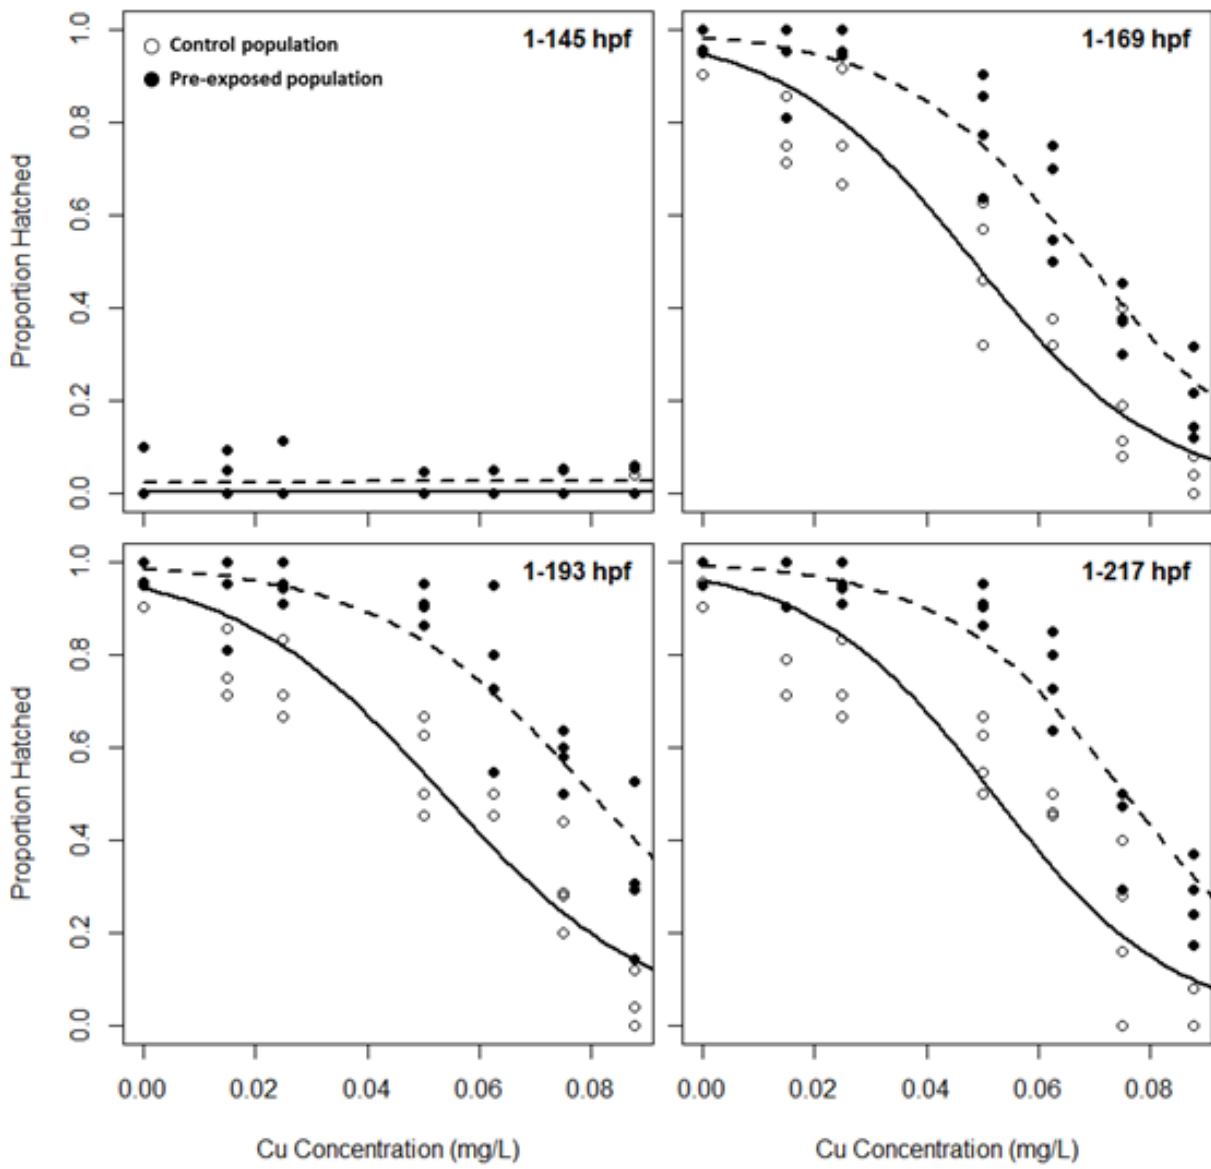 1-145 hpf
Control population
Pre-exposed population
1-169 hpf
Proportion Hatched
1.0
0.8
0.6
0.4
0.2
0.0
1-193 hpf
1-217 hpf
Proportion Hatched
1.0
0.8
0.6
0.4
0.2
0.0
0.00 0.02 0.04 0.06 0.08
0.00 0.02 0.04 0.06 0.08
Cu Concentration (mg/L)
Cu Concentration (mg/L)